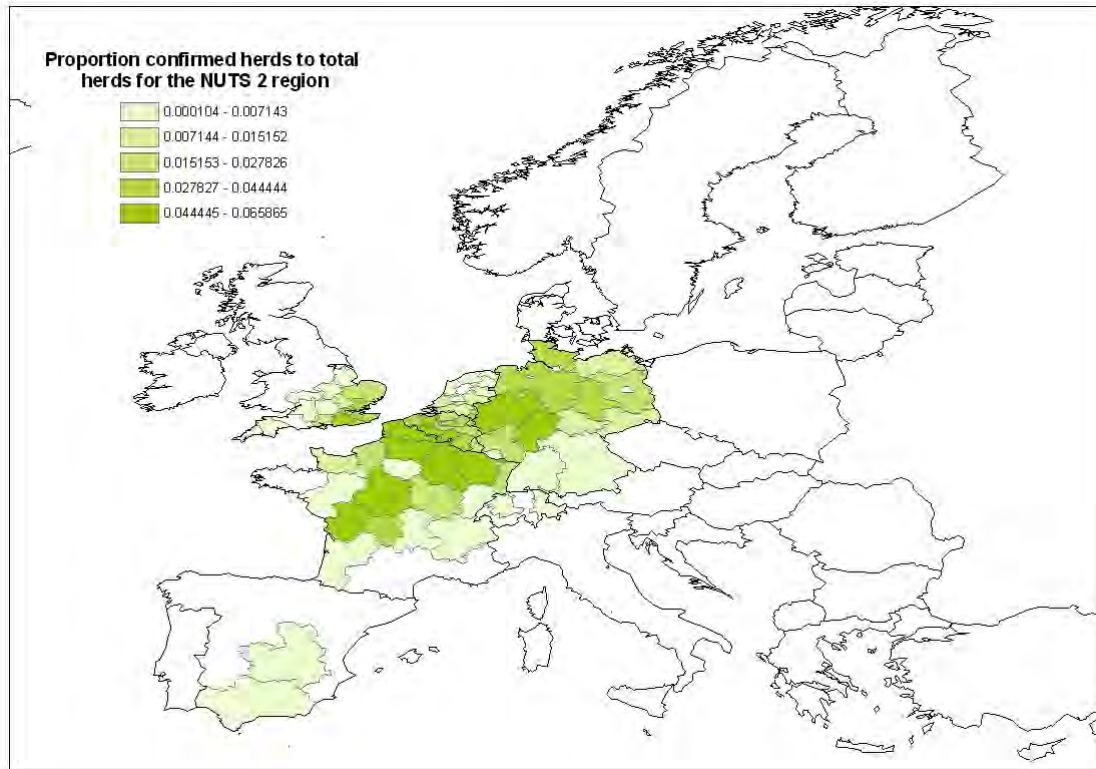 Proportion confirmed herds to total
herds for the NUTS 2 region
0.000104 - 0.007143
0.007144 - 0.015152
0.015153 - 0.027826
0.027827 - 0.044444
0.044445 - 0.065865